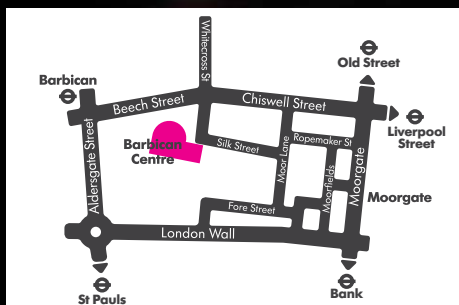 Whitecross St
Old Street
Barbican
Beech Street
Chiswell Street
Liverpool
Street
Barbican
Centre
Silk Street
Ropemaker St
Moor Lane
Aldersgate Street
Moorfields
Moorgate
Moorgate
Fore Street
London Wall
St Pauls
Bank